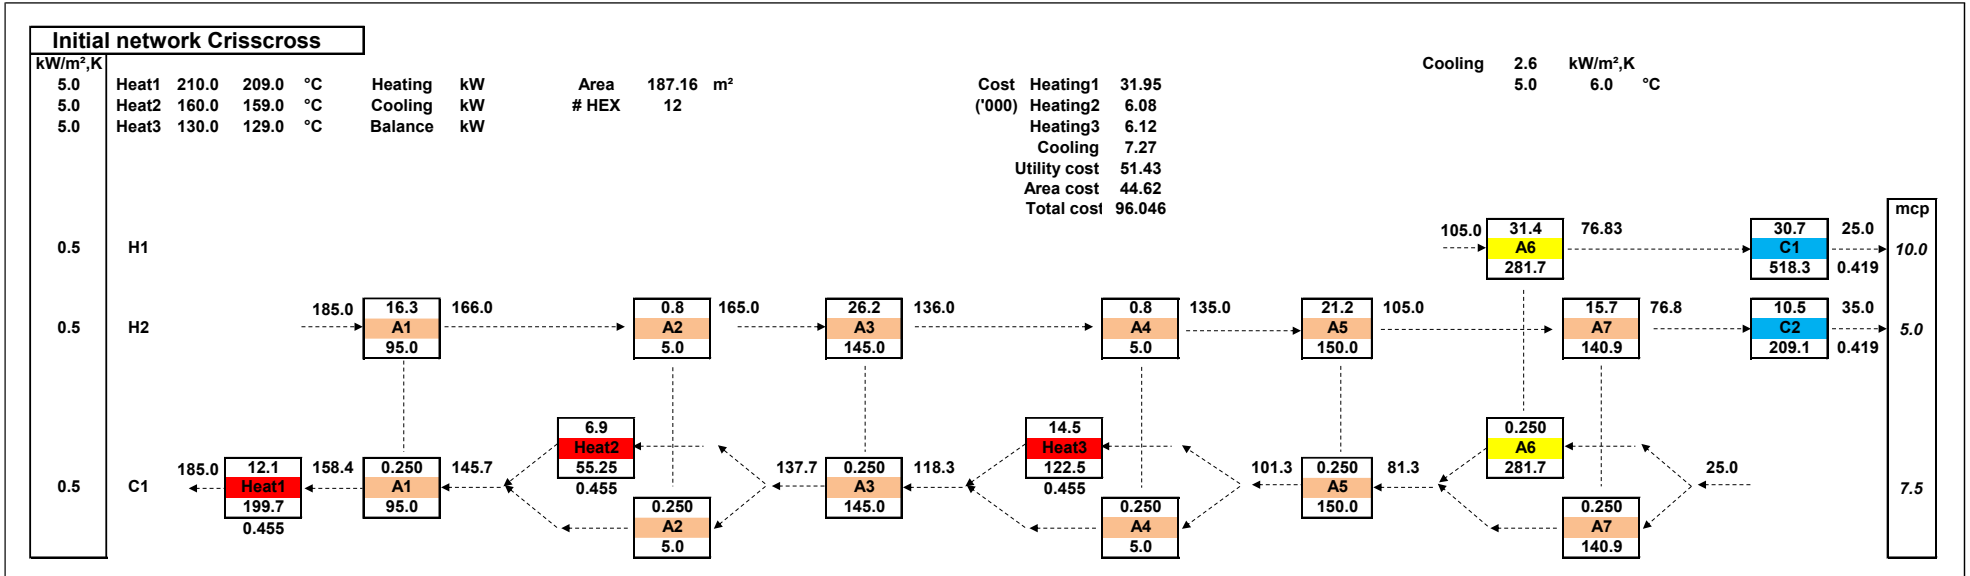 Initial network Crisscross
kW/m²,K
Cooling 2.6 kW/m²,K
5.0 Heat1 210.0 209.0 °C Heating kW Area 187.16 m² Cost Heating1 31.95 5.0 6.0 °C
5.0 Heat2 160.0 159.0 °C Cooling kW # HEX 12 ('000) Heating2 6.08
5.0 Heat3 130.0 129.0 °C Balance kW Heating3 6.12
Cooling 7.27
Utility cost 51.43
Area cost 44.62
Total cost 96.046
mcp
105.0 31.4 76.83 30.7 25.0
0.5 H1 A6 C1 10.0
281.7 518.3 0.419
185.0 16.3 166.0 0.8 165.0 26.2 136.0 0.8 135.0 21.2 105.0 15.7 76.8 10.5 35.0
0.5 H2 A1 A2 A3 A4 A5 A7 C2 5.0
95.0 5.0 145.0 5.0 150.0 140.9 209.1 0.419
6.9 14.5 0.250
Heat2 Heat3 A6
55.25 122.5 281.7
0.455 0.455
185.0 12.1 158.4 0.250 145.7 137.7 0.250 118.3 101.3 0.250 81.3 25.0
0.5 C1 Heat1 A1 A3 A5 7.5
199.7 95.0 145.0 150.0
0.455
0.250 0.250 0.250
A2 A4 A7
5.0 5.0 140.9